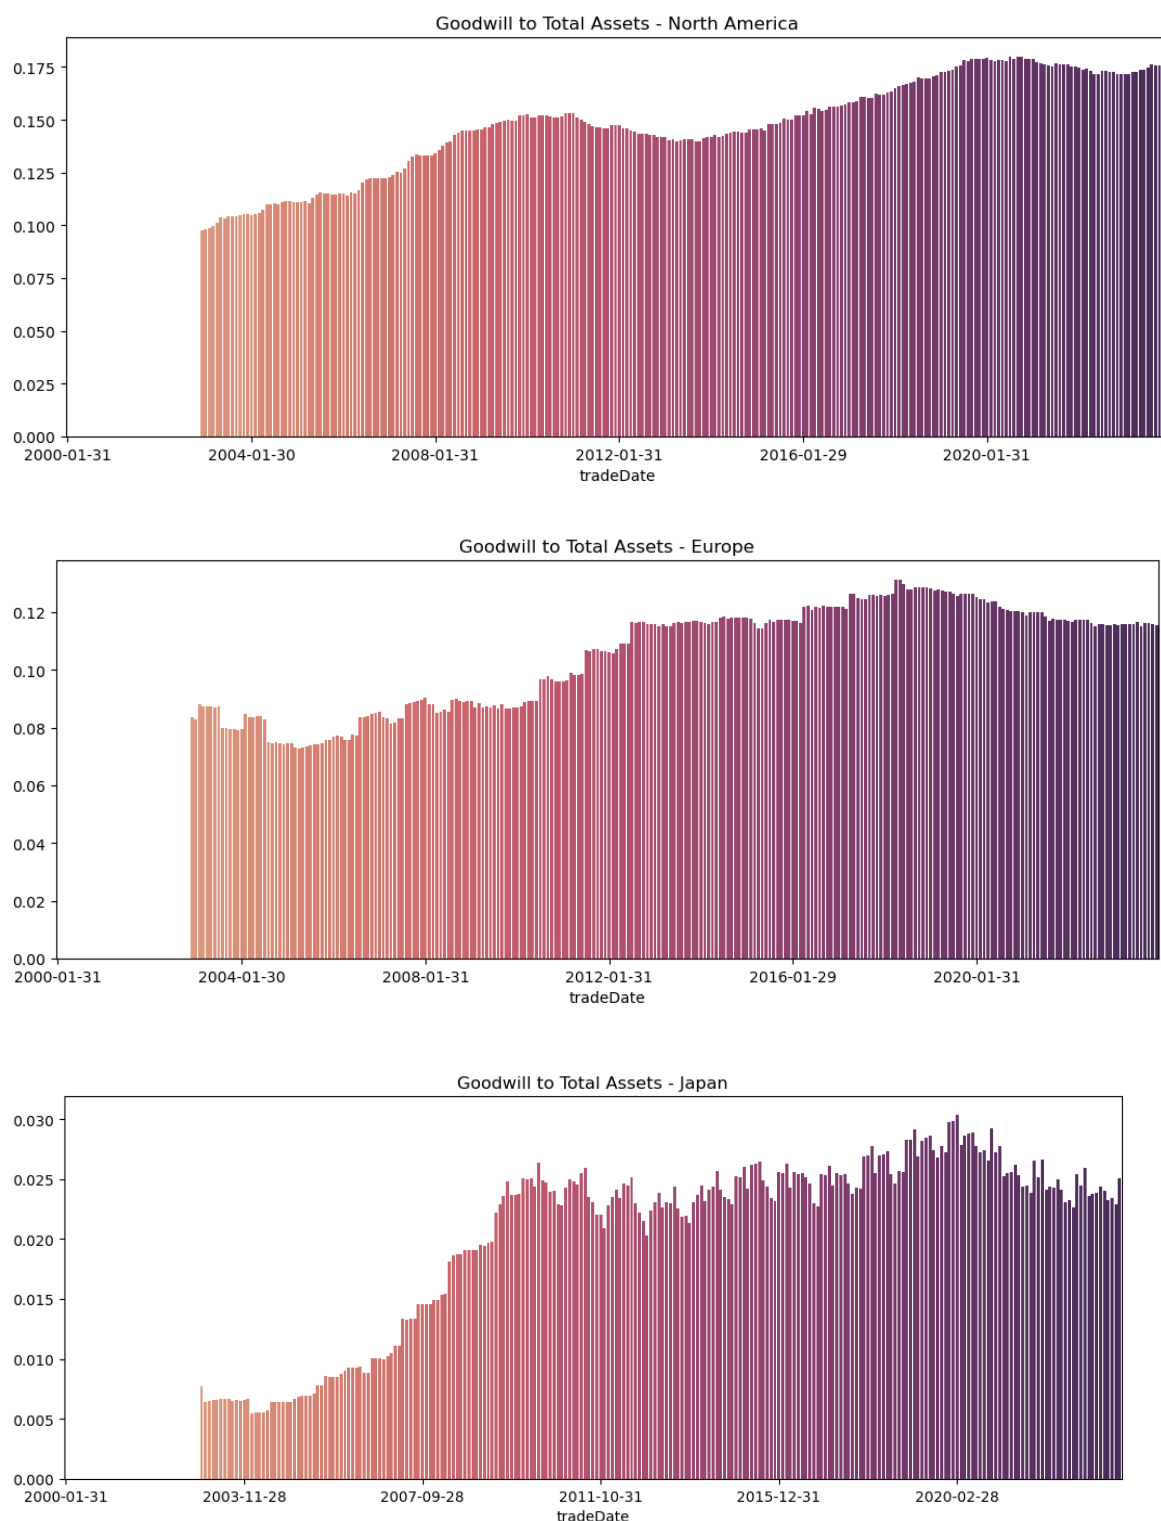 Goodwill to Total Assets - North America
0.175
0.150
0.125
0.100
0.075
0.050
0.025
0.000
2000-01-31 2004-01-30 2008-01-31 2012-01-31 2016-01-29 2020-01-31
tradeDate
Goodwill to Total Assets - Europe
0.12
0.10
0.08
0.06
0.04
0.02
0.00
2000-01-31 2004-01-30 2008-01-31 2012-01-31 2016-01-29 2020-01-31
tradeDate
Goodwill to Total Assets - Japan
0.030
0.025
0.020
0.015
0.010
0.005
0.000
2000-01-31 2003-11-28 2007-09-28 2011-10-31 2015-12-31 2020-02-28
tradeDate